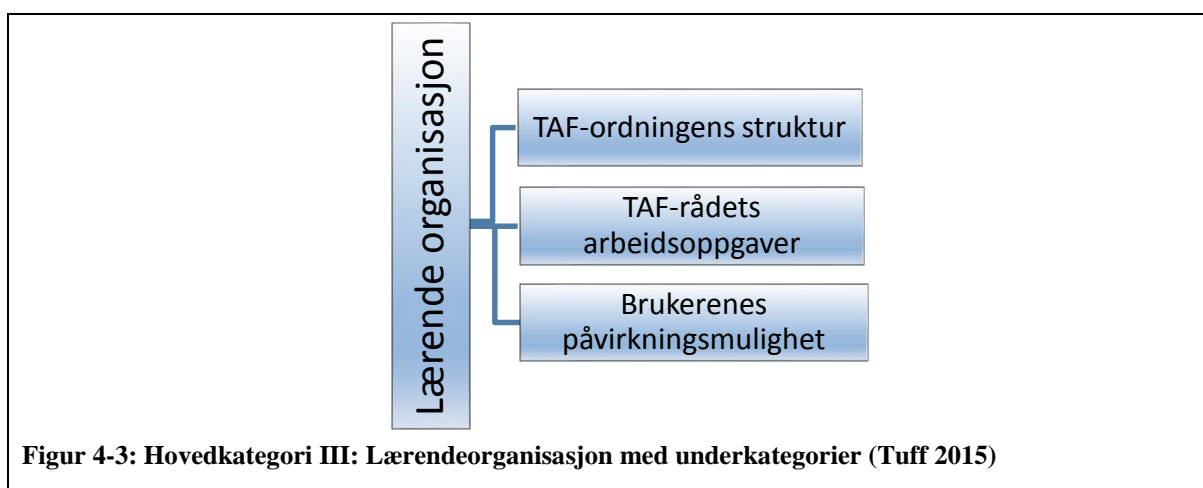 Lærende organisasjon
TAF-ordningens struktur
TAF-rådets
arbeidsoppgaver
Brukerenes
påvirkningsmulighet
Figur 4-3: Hovedkategori III: Lærendeorganisasjon med underkategorier (Tuff 2015)